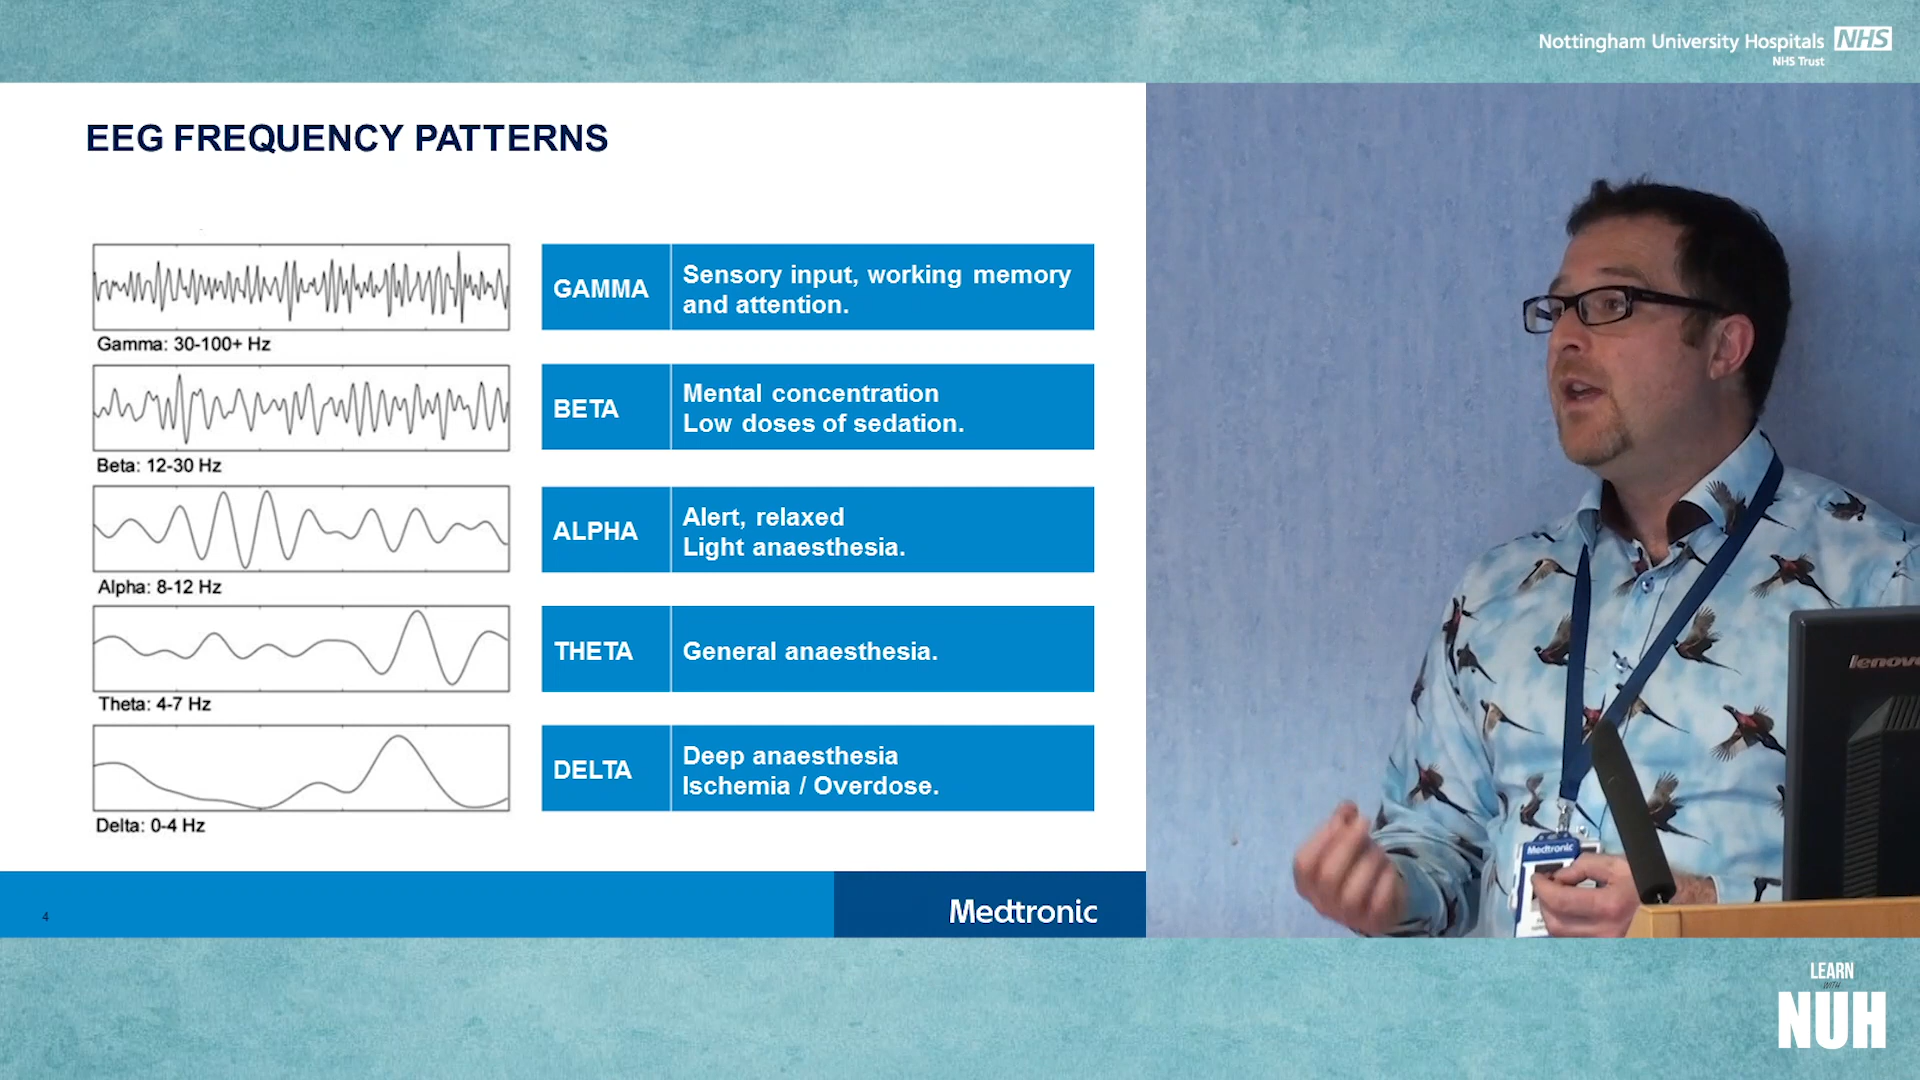 Nottingham University Hospitals NHS
NHS Trust
EEG FREQUENCY PATTERNS
Gamma: 30-100+ Hz
GAMMA
Sensory input, working memory
and attention.
Beta: 12-30 Hz
BETA
Mental concentration
Low doses of sedation.
Alpha: 8-12 Hz
ALPHA
Alert, relaxed
Light anaesthesia.
Theta: 4-7 Hz
THETA
General anaesthesia.
Delta: 0-4 Hz
DELTA
Deep anaesthesia
Ischemia / Overdose.
4
Medtronic
lenovo
Medtronic
LEARN
WITH
NUH